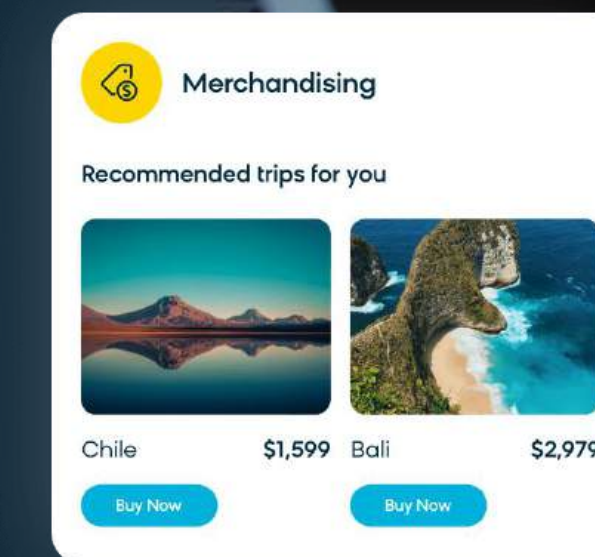 Merchandising
Recommended trips for you
Chile $1,599 Bali $2,979
Buy Now Buy Now